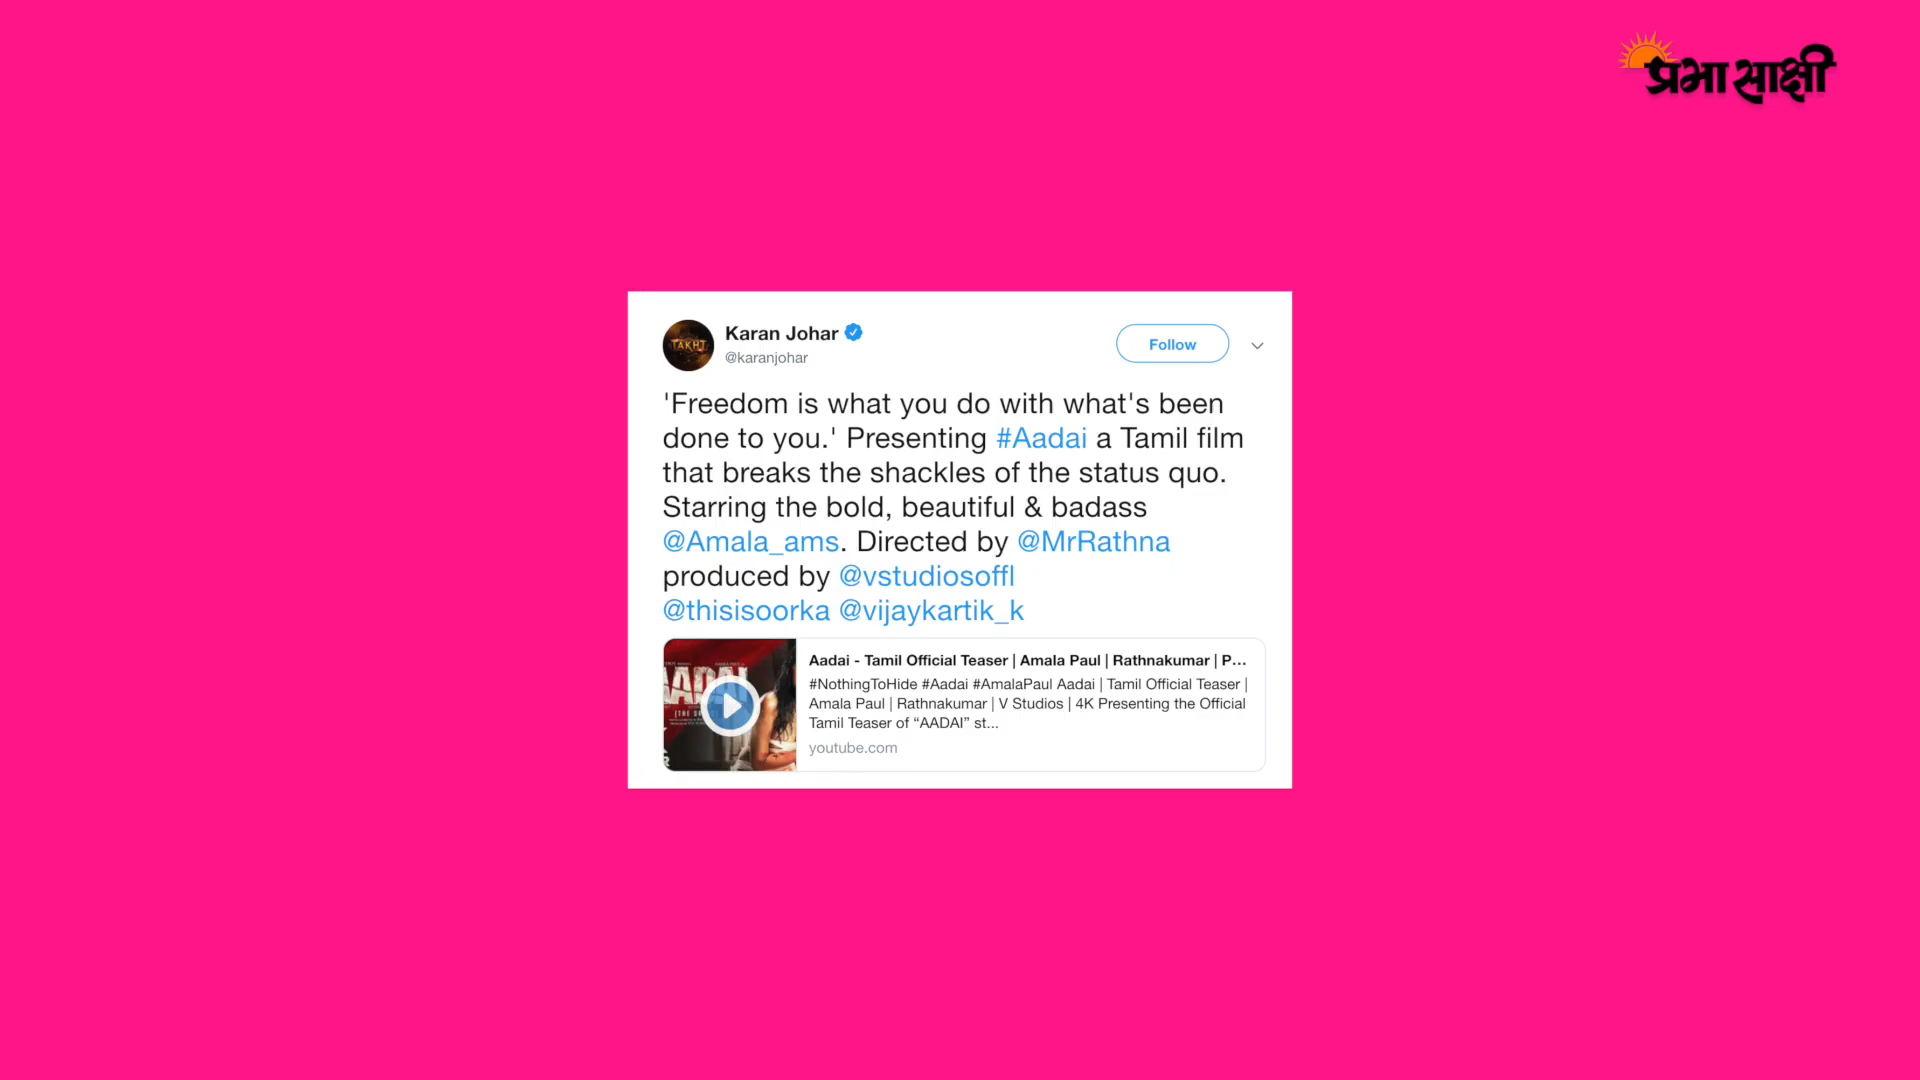 प्रभासाक्षी
Karan Johar
@karanjohar
Follow
'Freedom is what you do with what's been
done to you.' Presenting #Aadai a Tamil film
that breaks the shackles of the status quo.
Starring the bold, beautiful & badass
@Amala_ams. Directed by @MrRathna
produced by @vstudiosoffl
@thisisoorka @vijaykartik_k
TAKHT
AADAI
Aadai - Tamil Official Teaser | Amala Paul | Rathnakumar | P...
#NothingToHide #Aadai #AmalaPaul Aadai | Tamil Official Teaser |
Amala Paul | Rathnakumar | V Studios | 4K Presenting the Official
Tamil Teaser of “AADAI” st...
youtube.com